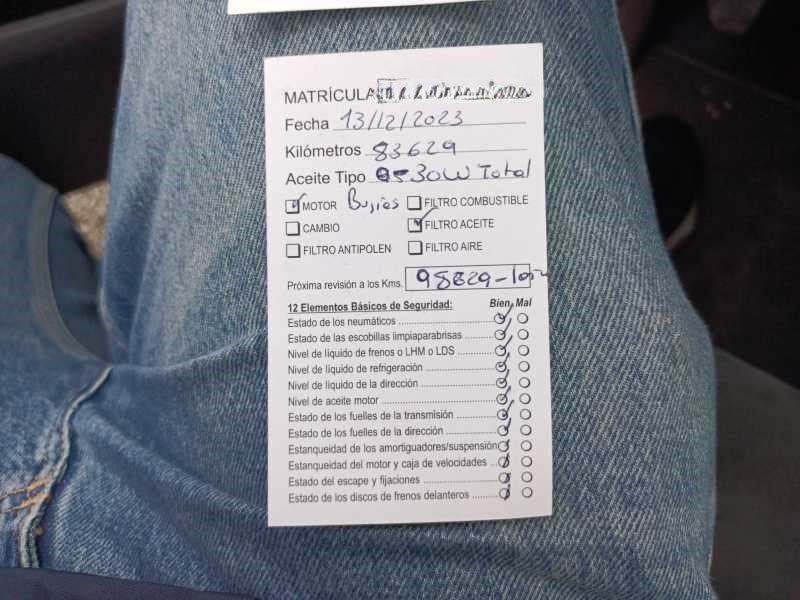 MATRÍCULA
Fecha 13/12/2023
Kilómetros 83629
Aceite Tipo 530W Total
MOTOR Bujías FILTRO COMBUSTIBLE
CAMBIO FILTRO ACEITE
FILTRO ANTIPOLEN FILTRO AIRE
Próxima revisión a los Kms. 98629-
12 Elementos Básicos de Seguridad: Bien Mal
Estado de los neumáticos
Estado de las escobillas limpiaparabrisas
Nivel de líquido de frenos o LHM o LDS
Nivel de líquido de refrigeración
Nivel de líquido de la dirección
Nivel de aceite motor
Estado de los fuelles de la transmisión
Estado de los fuelles de la dirección
Estanqueidad de los amortiguadores/suspensión
Estanqueidad del motor y caja de velocidades
Estado del escape y fijaciones
Estado de los discos de frenos delanteros